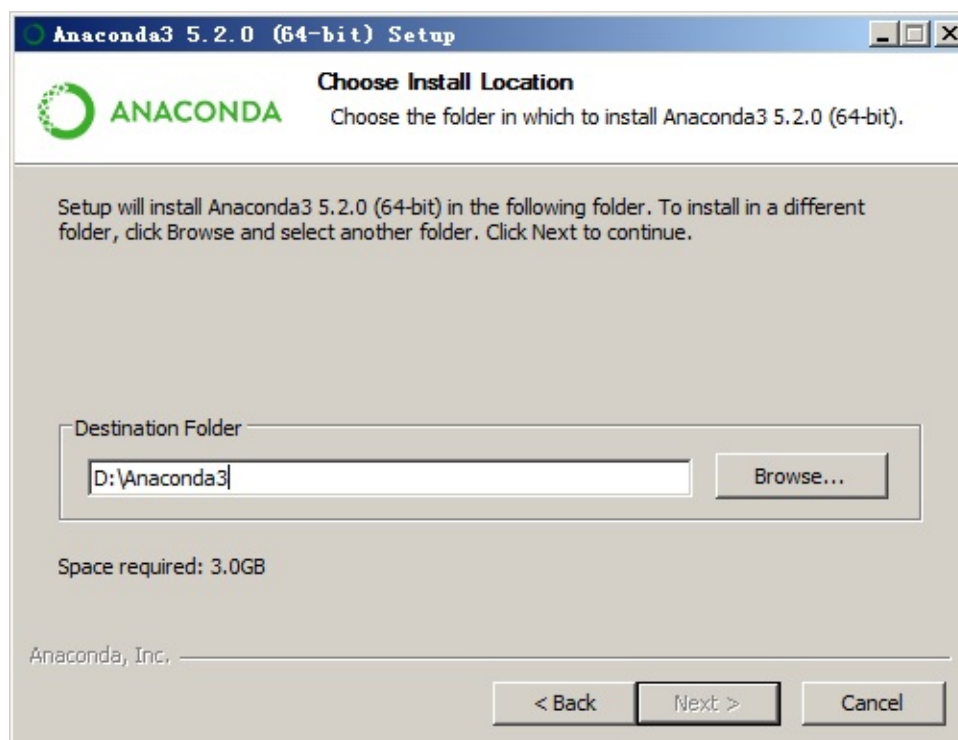 Anaconda3 5.2.0 (64-bit) Setup
ANACONDA
Choose Install Location
Choose the folder in which to install Anaconda3 5.2.0 (64-bit).
Setup will install Anaconda3 5.2.0 (64-bit) in the following folder. To install in a different
folder, click Browse and select another folder. Click Next to continue.
Destination Folder
D:\Anaconda3
Browse...
Space required: 3.0GB
Anaconda, Inc.
< Back
Next >
Cancel